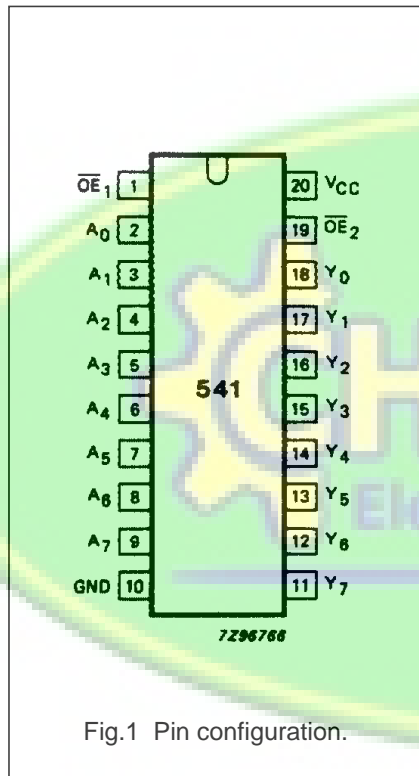 OE1 1 20 VCC
A0 2 19 OE2
A1 3 18 Y0
A2 4 17 Y1
A3 5 16 Y2
A4 6 15 Y3
A5 7 14 Y4
A6 8 13 Y5
A7 9 12 Y6
GND 10 11 Y7
541
CH
Ele
7Z96766
Fig.1 Pin configuration.